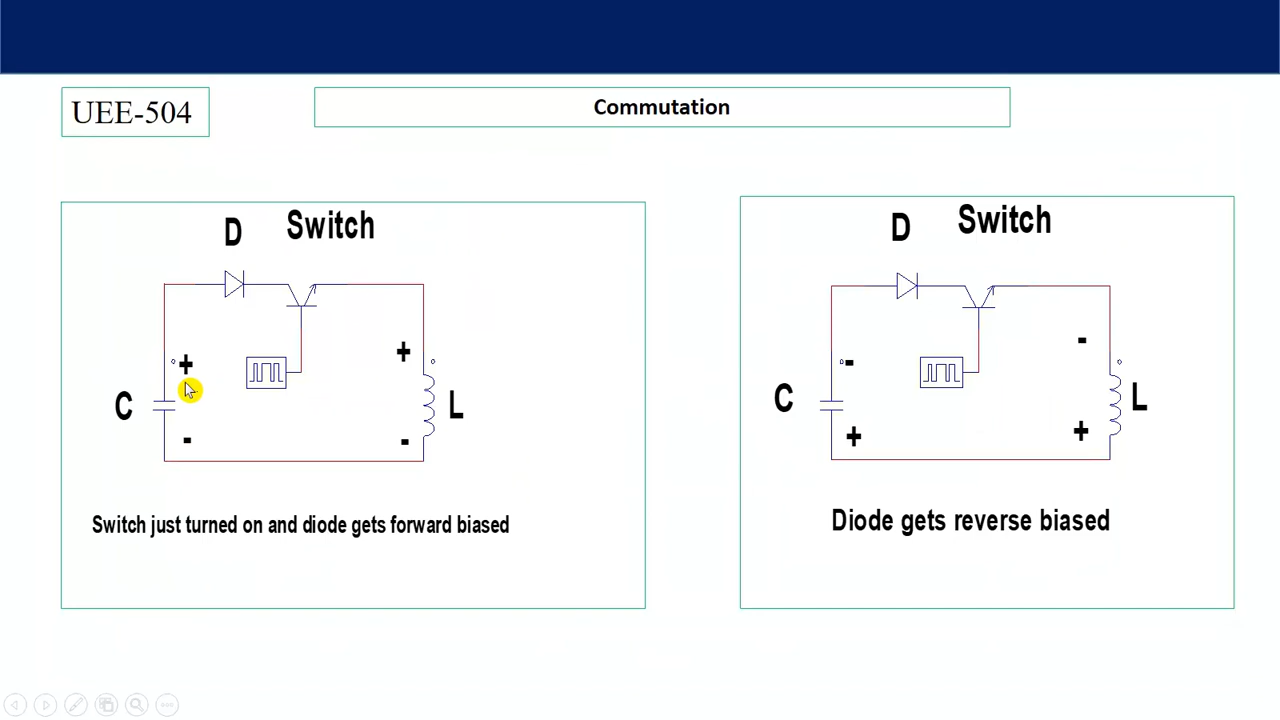 UEE-504
Commutation
D Switch
+ +
C L
- -
Switch just turned on and diode gets forward biased
D Switch
- -
C L
+ +
Diode gets reverse biased